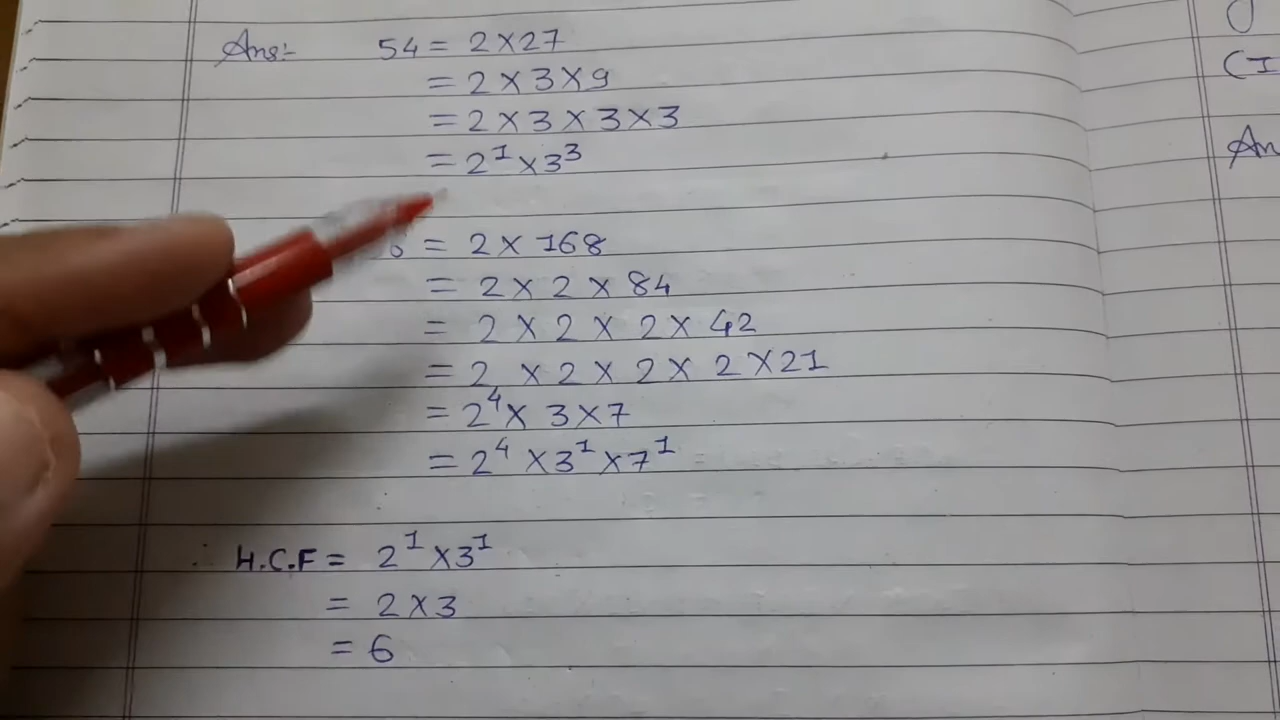 Ans:- 54 = 2 × 27
= 2 × 3 × 9
= 2 × 3 × 3 × 3
= 2¹ × 3³
6 = 2 × 168
= 2 × 2 × 84
= 2 × 2 × 2 × 42
= 2 × 2 × 2 × 2 × 21
= 2⁴ × 3 × 7
= 2⁴ × 3¹ × 7¹
∴ H.C.F = 2¹ × 3¹
= 2 × 3
= 6
(I
An